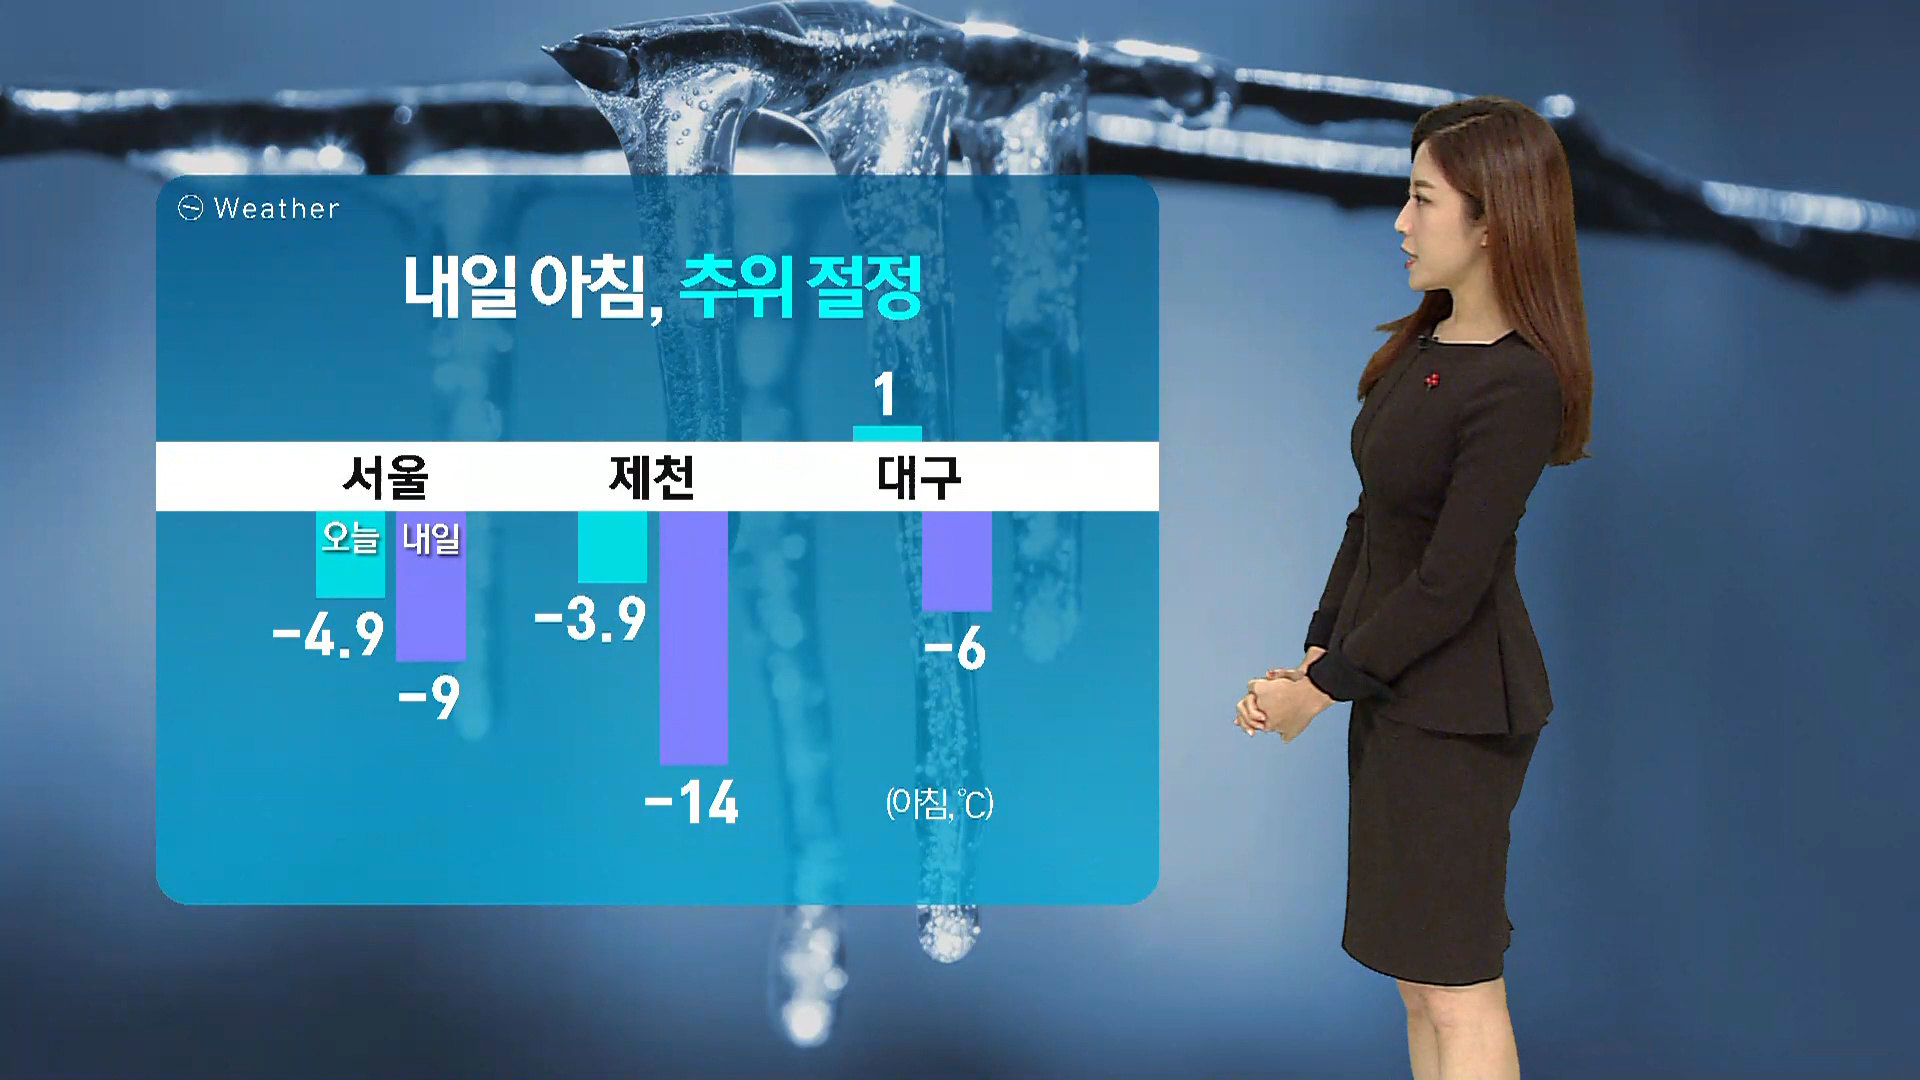 Weather
내일 아침, 추위 절정
1
서울 제천 대구
오늘 내일
-4.9 -3.9 -6
-9
-14
(아침, ℃)